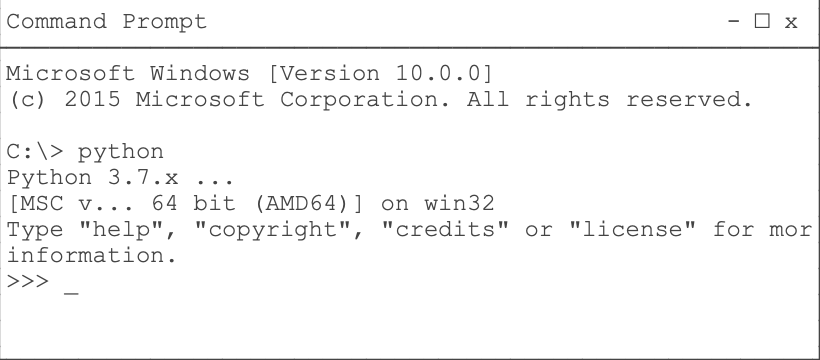 Command Prompt - □ x
Microsoft Windows [Version 10.0.0]
(c) 2015 Microsoft Corporation. All rights reserved.
C:\> python
Python 3.7.x ...
[MSC v... 64 bit (AMD64)] on win32
Type "help", "copyright", "credits" or "license" for mor
information.
>>> _